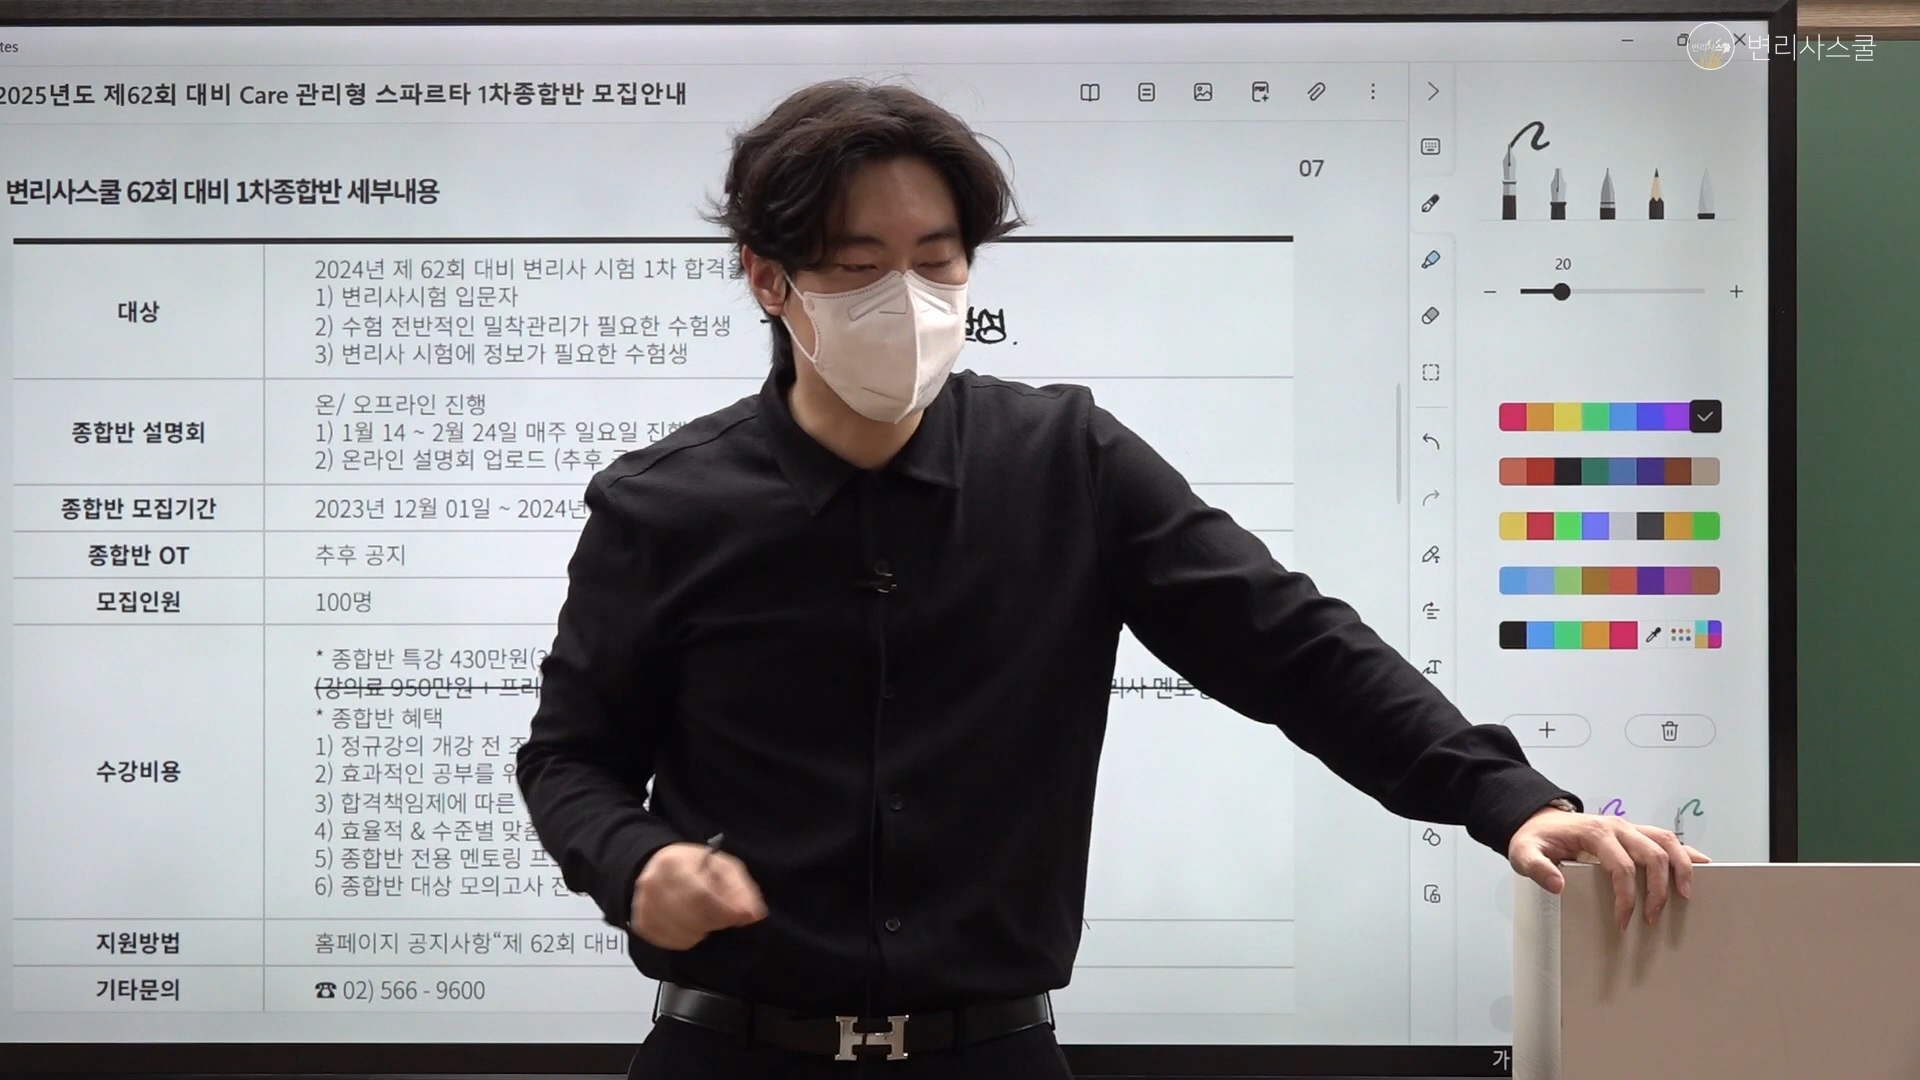 tes
변리사스쿨
2025년도 제62회 대비 Care 관리형 스파르타 1차종합반 모집안내
07
변리사스쿨 62회 대비 1차종합반 세부내용
20
대상
2024년 제 62회 대비 변리사 시험 1차 합격을
1) 변리사시험 입문자
2) 수험 전반적인 밀착관리가 필요한 수험생
3) 변리사 시험에 정보가 필요한 수험생
종합반 설명회
온/ 오프라인 진행
1) 1월 14 ~ 2월 24일 매주 일요일 진행
2) 온라인 설명회 업로드 (추후
종합반 모집기간
2023년 12월 01일 ~ 2024년
종합반 OT
추후 공지
모집인원
100명
수강비용
* 종합반 특강 430만원(3
(강의료 950만원 + 프리 리사 멘토링
* 종합반 혜택
1) 정규강의 개강 전
2) 효과적인 공부를 위
3) 합격책임제에 따른
4) 효율적 & 수준별 맞춤
5) 종합반 전용 멘토링 프
6) 종합반 대상 모의고사 진
지원방법
홈페이지 공지사항“제 62회 대비
기타문의
☎ 02) 566 - 9600
가